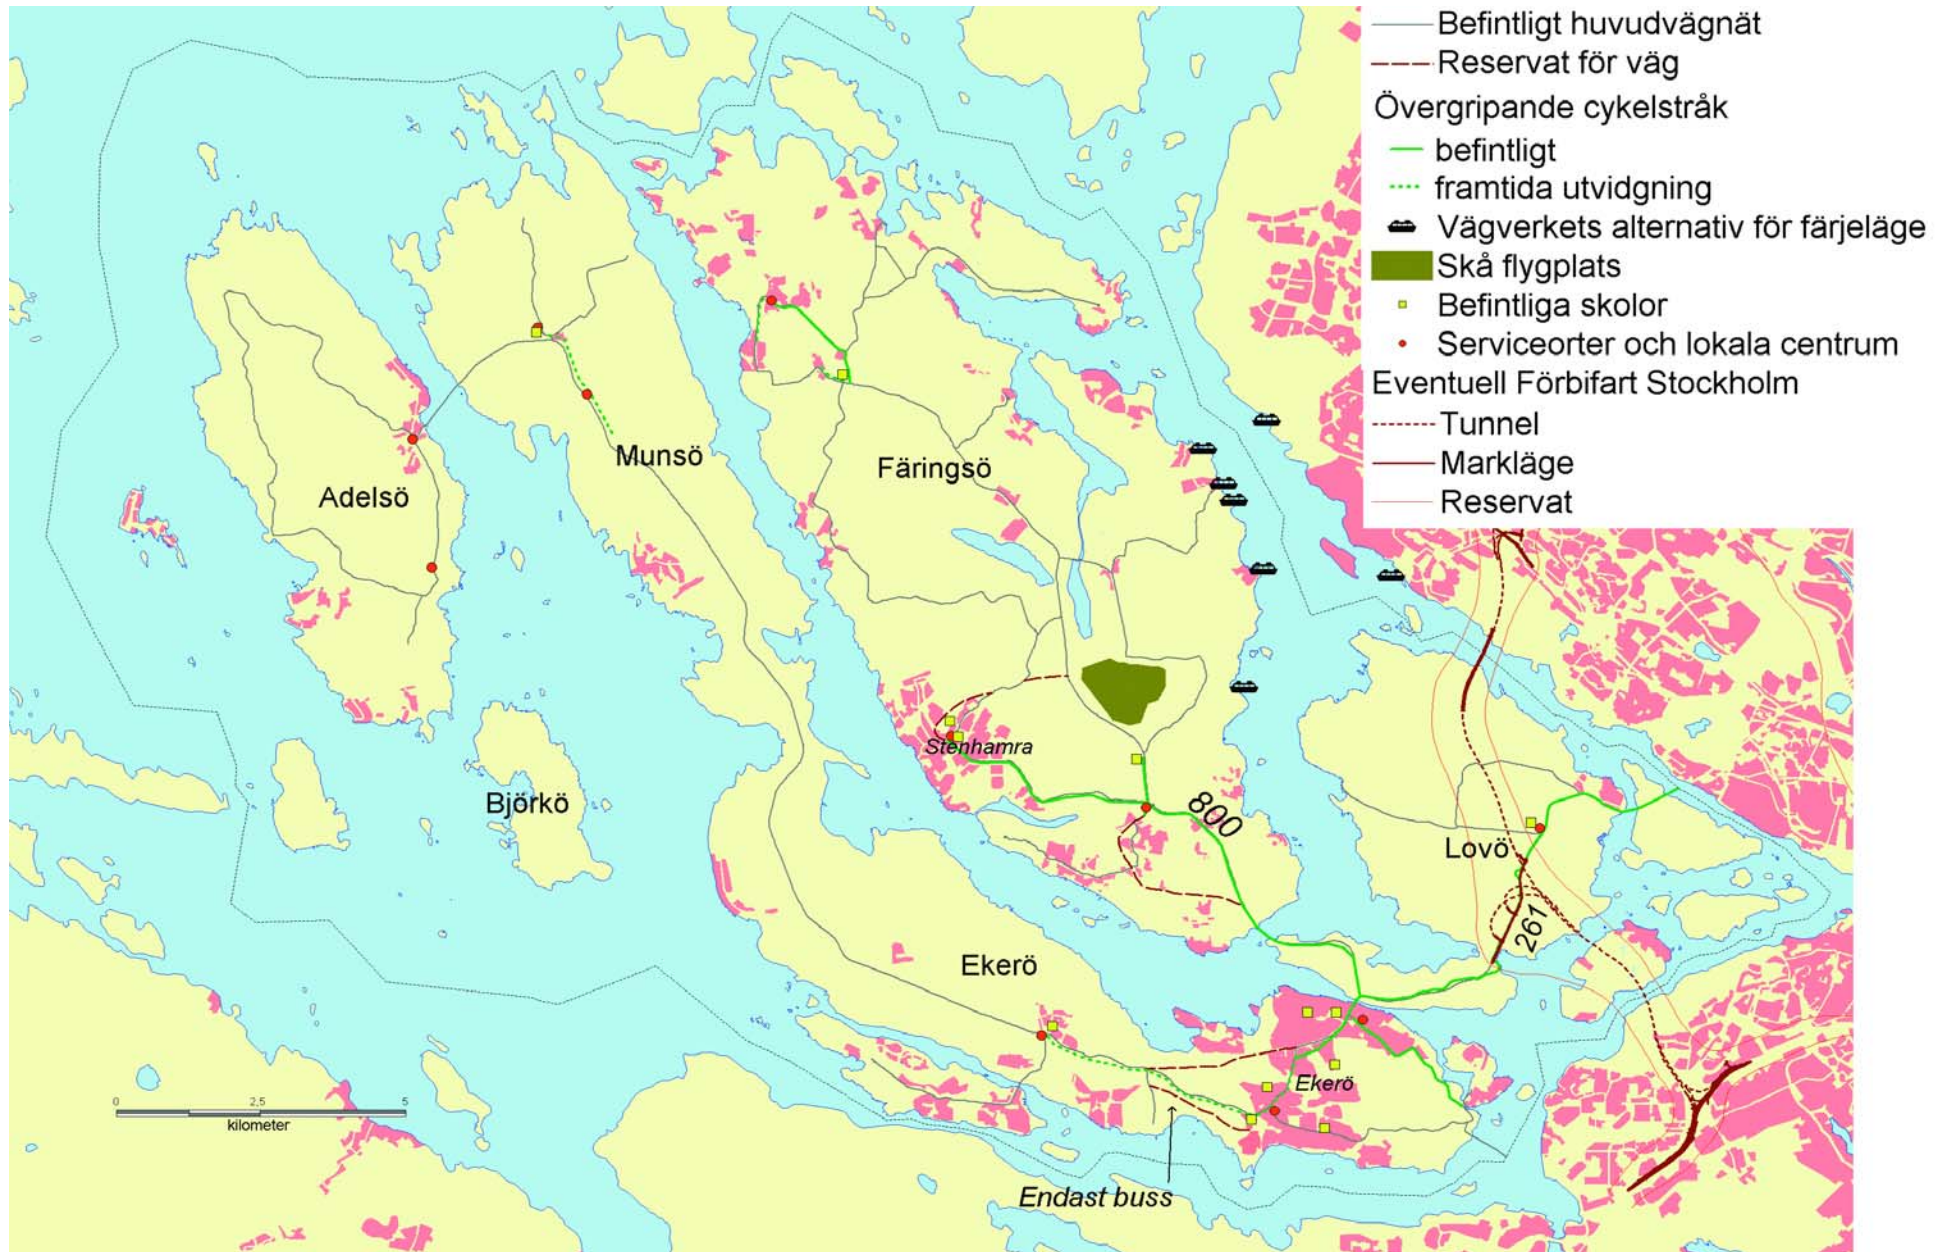 Befintligt huvudvägnät
Reservat för väg
Övergripande cykelstråk
befintligt
framtida utvidgning
Vägverkets alternativ för färjeläge
Skå flygplats
Befintliga skolor
Serviceorter och lokala centrum
Eventuell Förbifart Stockholm
Tunnel
Markläge
Reservat
Munsö
Färingsö
Adelsö
Stenhamra
Björkö
800
Lovö
261
Ekerö
Ekerö
0 2,5 5
kilometer
Endast buss